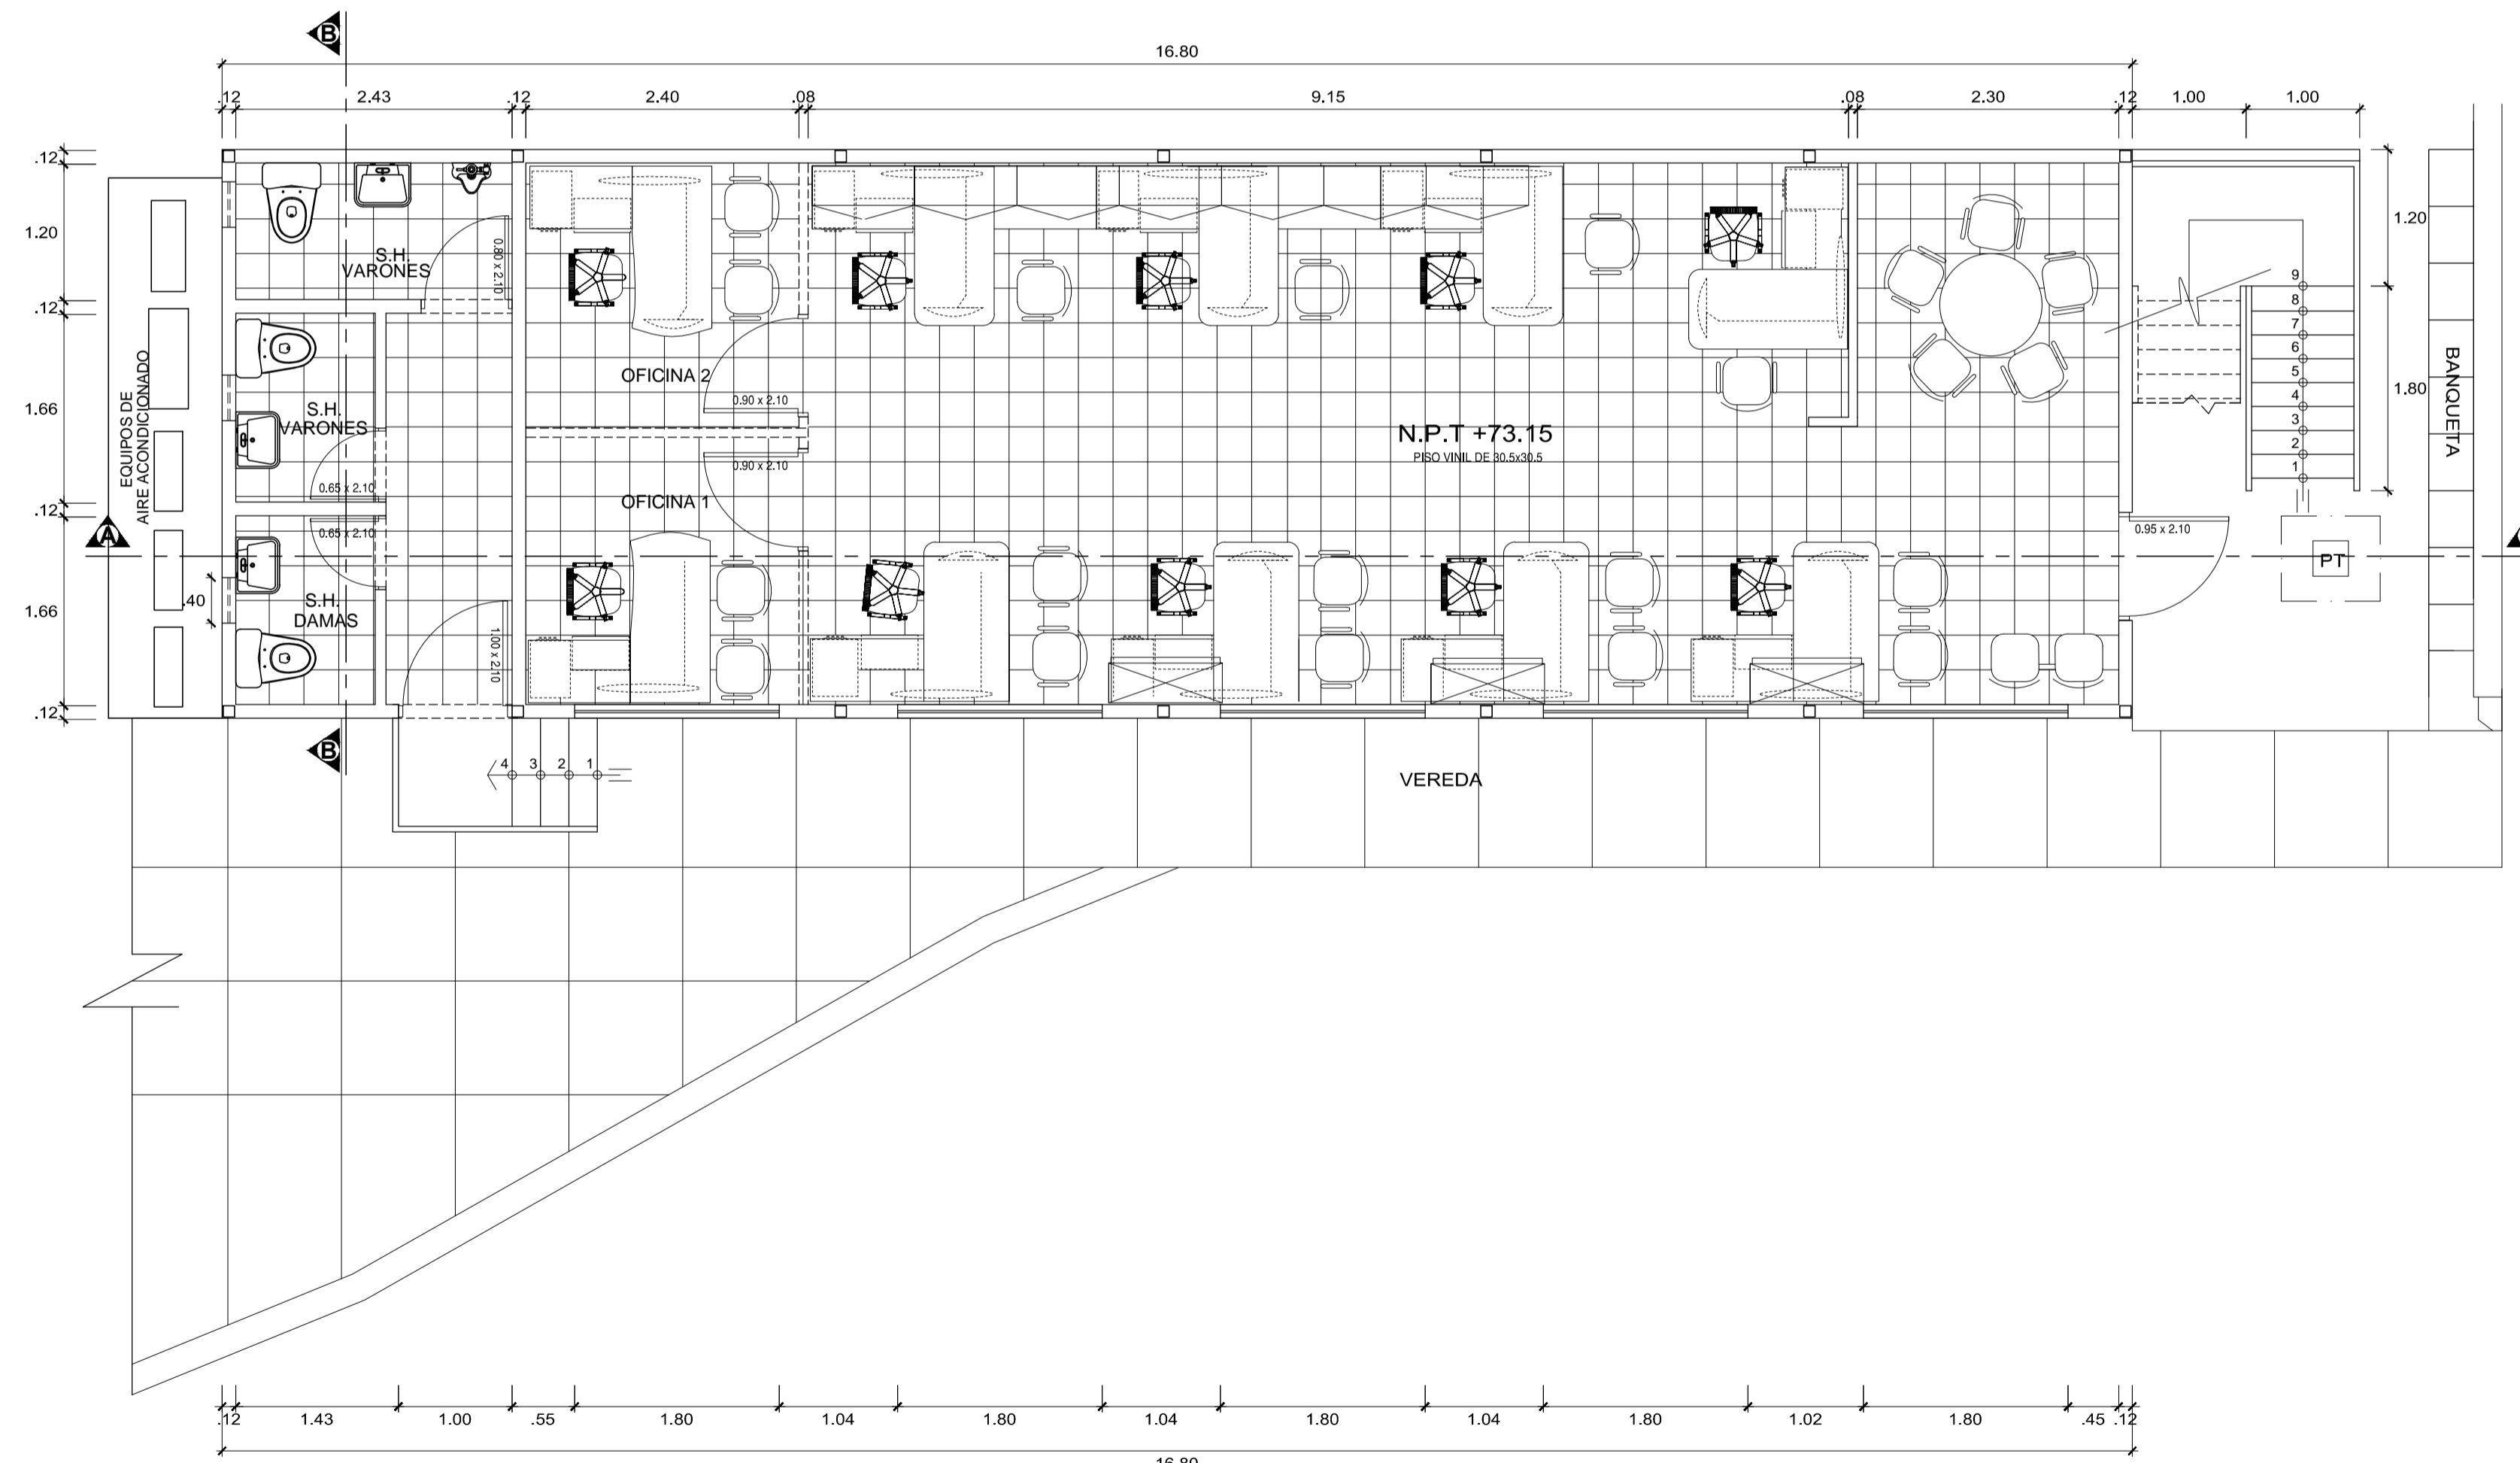 B
16.80
.12
2.43
.12
2.40
.08
9.15
.08
2.30
.12
1.00
1.00
.12
1.20
.12
1.66
.12
1.66
.12
.40
EQUIPOS DE
AIRE ACONDICIONADO
S.H.
VARONES
0.80 x 2.10
S.H.
VARONES
0.65 x 2.10
0.65 x 2.10
S.H.
DAMAS
1.00 x 2.10
OFICINA 2
0.90 x 2.10
0.90 x 2.10
OFICINA 1
N.P.T +73.15
PISO VINIL DE 30.5x30.5
9
8
7
6
5
4
3
2
1
1.20
1.80
BANQUETA
0.95 x 2.10
PT
A
B
4
3
2
1
VEREDA
.12
1.43
1.00
.55
1.80
1.04
1.80
1.04
1.80
1.04
1.80
1.02
1.80
.45
.12
16.80